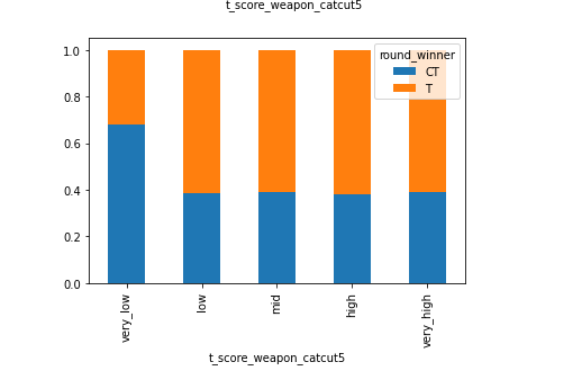 t_score_weapon_catcut5
1.0
0.8
0.6
0.4
0.2
0.0
round_winner
CT
T
very_low
low
mid
high
very_high
t_score_weapon_catcut5